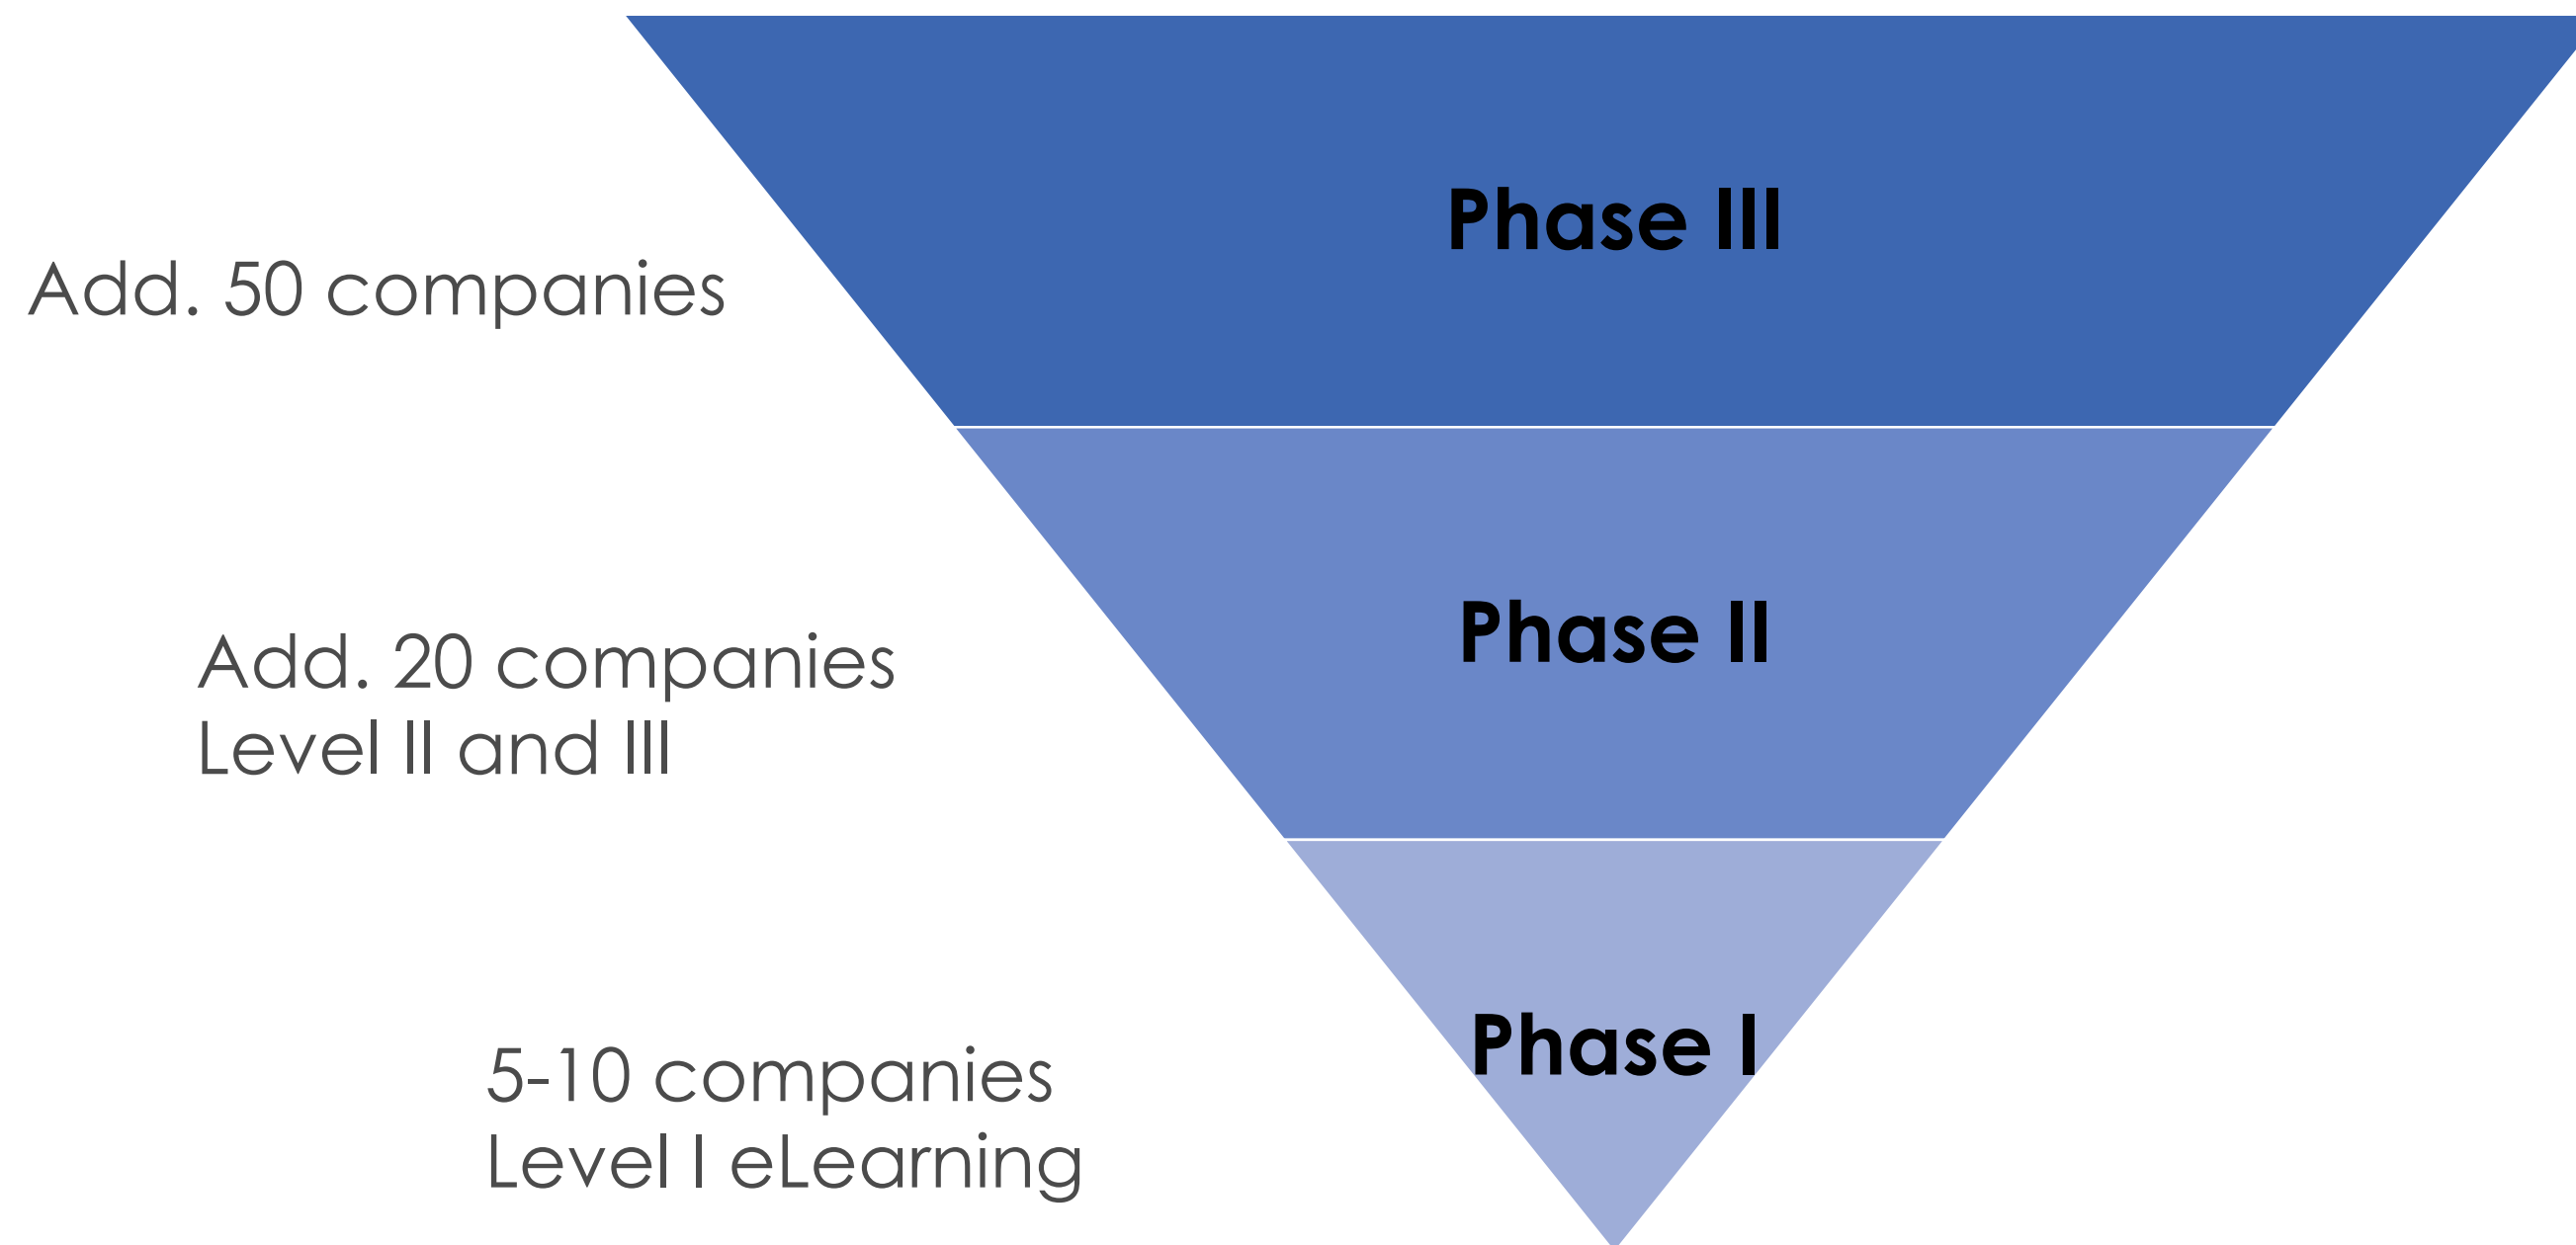 Phase III
Add. 50 companies
Phase II
Add. 20 companies
Level II and III
Phase I
5-10 companies
Level I eLearning